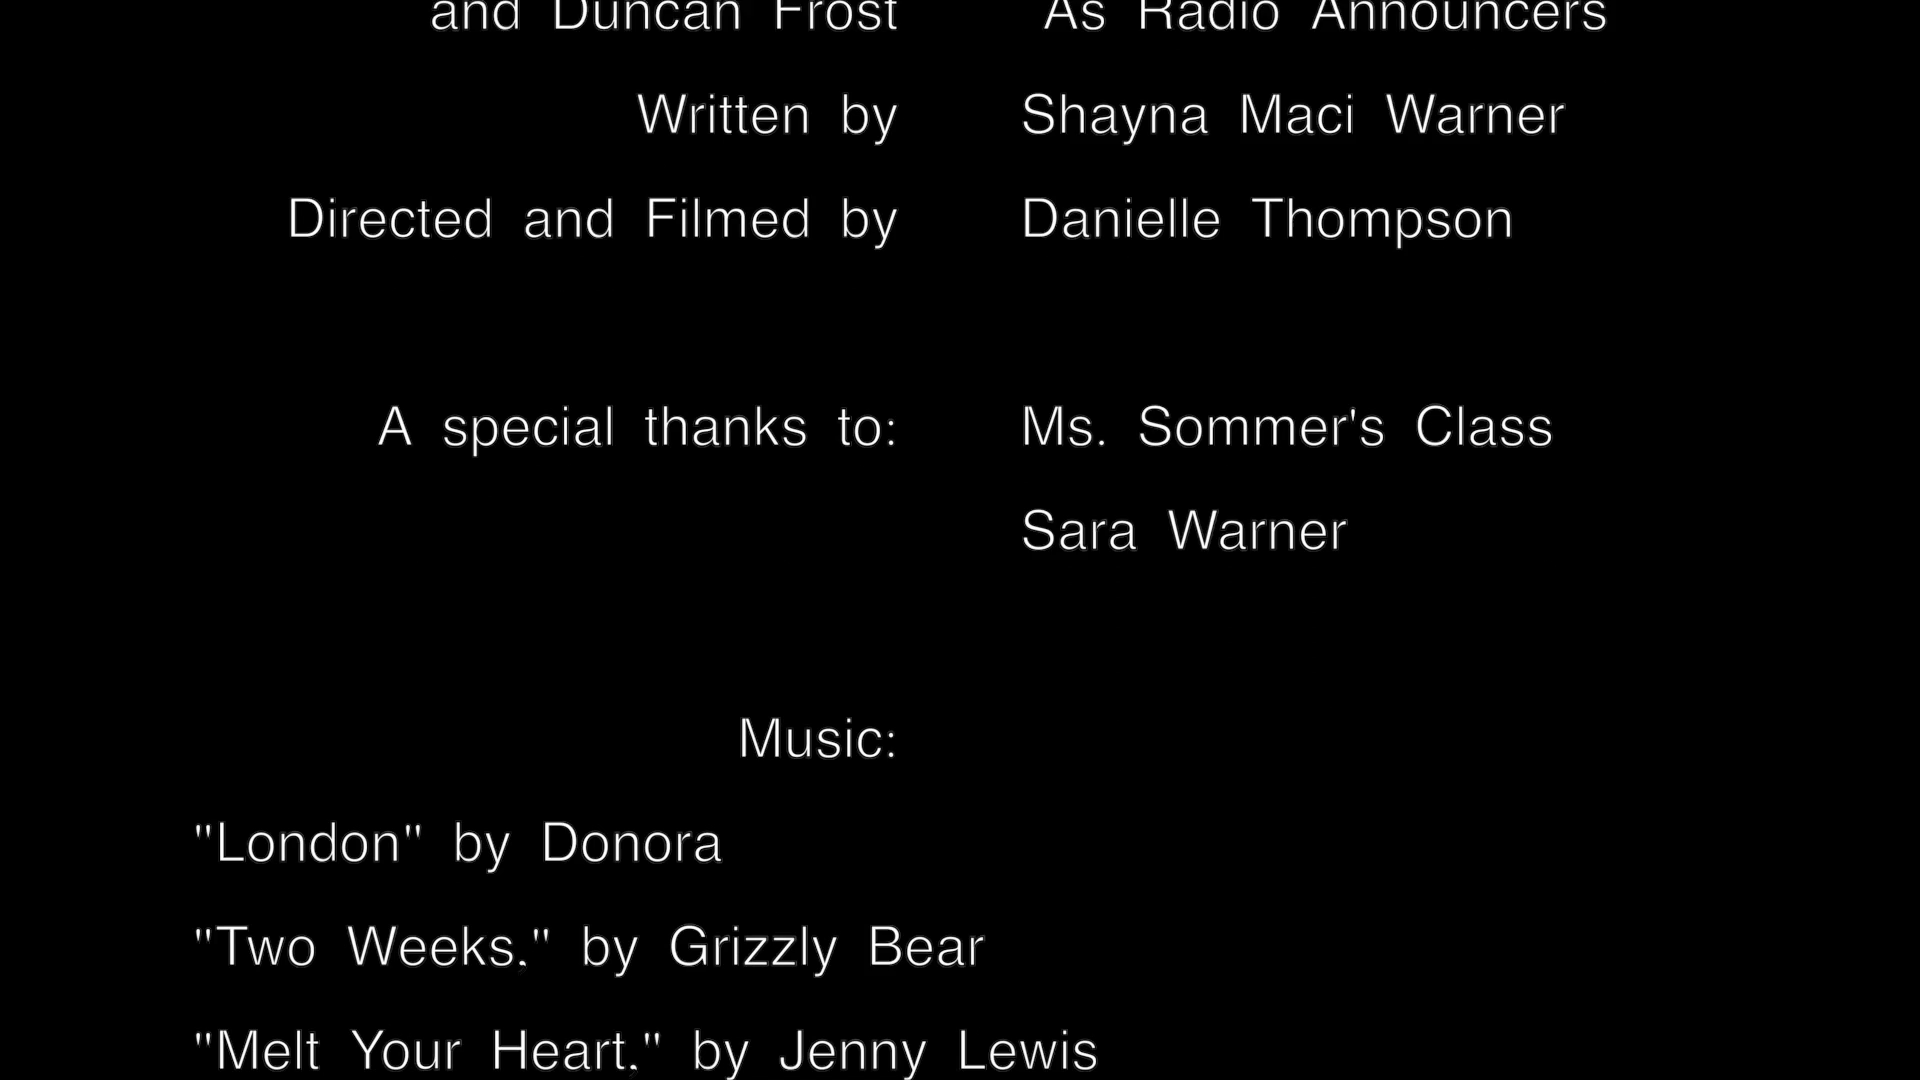 and Duncan Frost As Radio Announcers
Written by Shayna Maci Warner
Directed and Filmed by Danielle Thompson
A special thanks to: Ms. Sommer's Class
Sara Warner
Music:
"London" by Donora
"Two Weeks," by Grizzly Bear
"Melt Your Heart," by Jenny Lewis